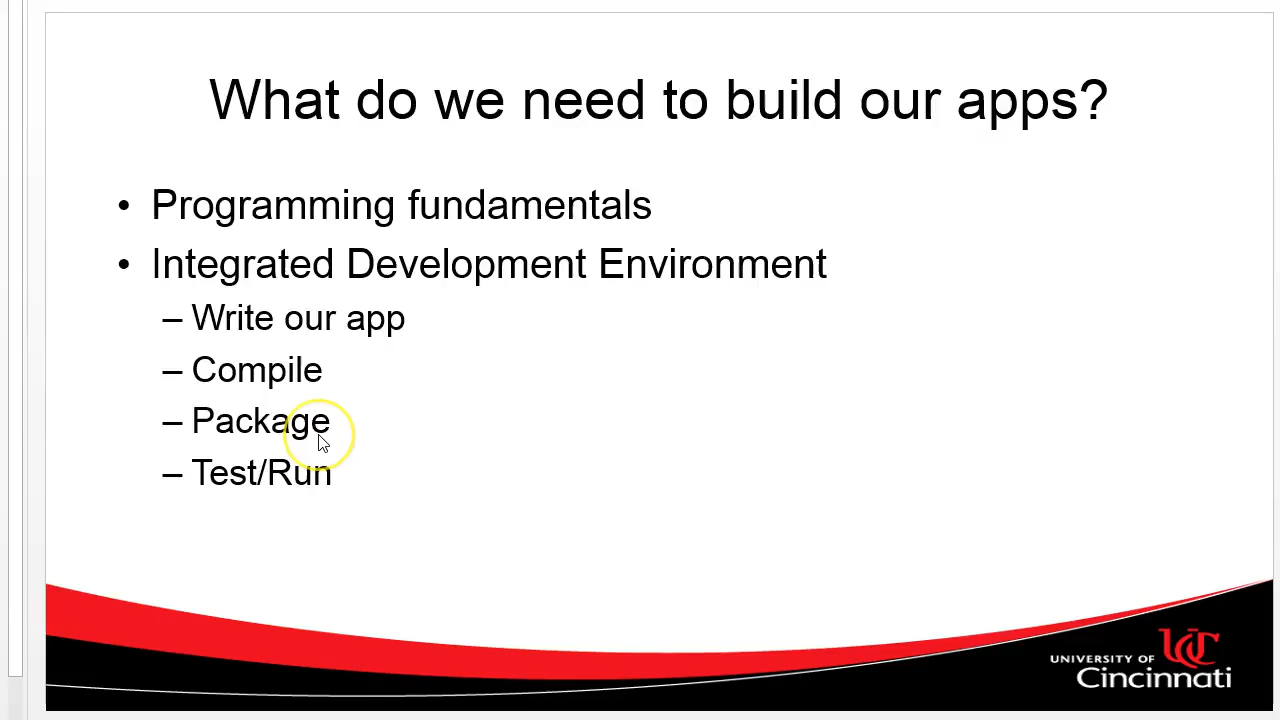 What do we need to build our apps?
• Programming fundamentals
• Integrated Development Environment
– Write our app
– Compile
– Package
– Test/Run
UC
UNIVERSITY OF
Cincinnati